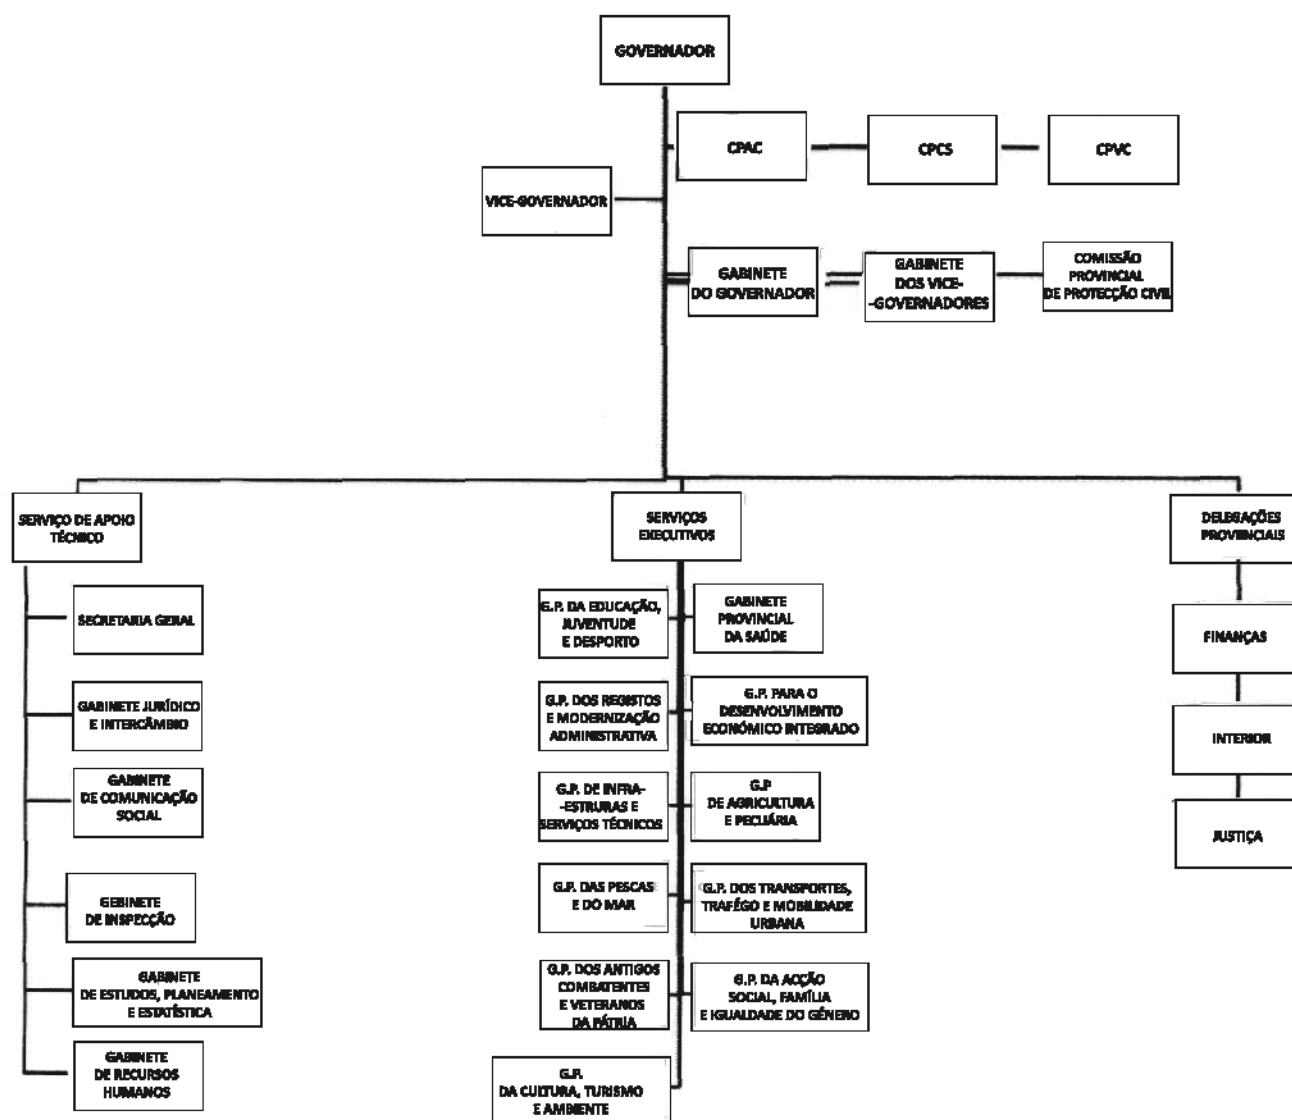 GOVERNADOR
CPAC
CPCS
CPVC
VICE-GOVERNADOR
GABINETE
DO GOVERNADOR
GABINETE
DOS VICE-
-GOVERNADORES
COMISSÃO
PROVINCIAL
DE PROTECÇÃO CIVIL
SERVIÇO DE APOIO
TÉCNICO
SECRETARIA GERAL
GABINETE JURÍDICO
E INTERCÂMBIO
GABINETE
DE COMUNICAÇÃO
SOCIAL
GEBINETE
DE INSPECÇÃO
GABINETE
DE ESTUDOS, PLANEAMENTO
E ESTATÍSTICA
GABINETE
DE RECURSOS
HUMANOS
SERVIÇOS
EXECUTIVOS
G.P. DA EDUCAÇÃO,
JUVENTUDE
E DESPORTO
GABINETE
PROVINCIAL
DA SAÚDE
G.P. DOS REGISTOS
E MODERNIZAÇÃO
ADMINISTRATIVA
G.P. PARA O
DESENVOLVIMENTO
ECONÓMICO INTEGRADO
G.P. DE INFRA-
-ESTRURAS E
SERVIÇOS TÉCNICOS
G.P
DE AGRICULTURA
E PECUÁRIA
G.P. DAS PESCAS
E DO MAR
G.P. DOS TRANSPORTES,
TRAFÉGO E MOBILIDADE
URBANA
G.P. DOS ANTIGOS
COMBATENTES
E VETERANOS
DA PÁTRIA
G.P. DA ACÇÃO
SOCIAL, FAMÍLIA
E IGUALDADE DO GÉNERO
G.P.
DA CULTURA, TURISMO
E AMBIENTE
DELEGAÇÕES
PROVINCIAIS
FINANÇAS
INTERIOR
JUSTIÇA